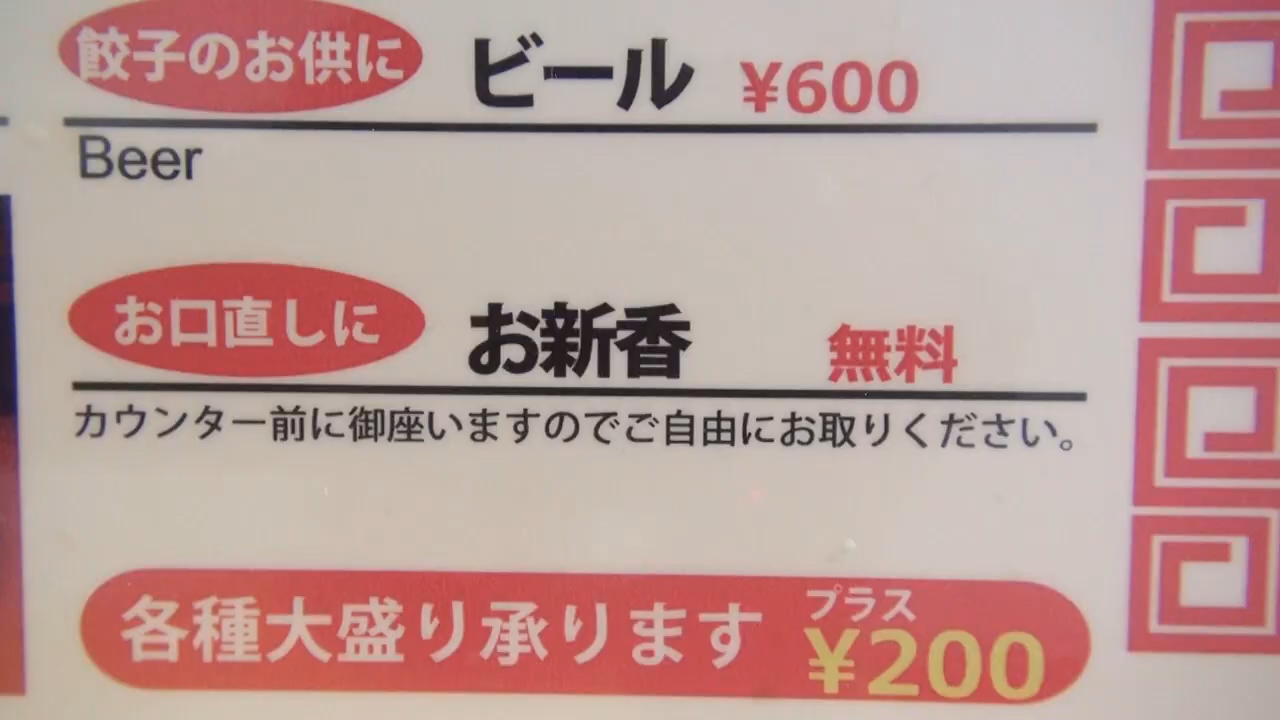 餃子のお供に ビール ¥600
Beer
お口直しに お新香 無料
カウンター前に御座いますのでご自由にお取りください。
各種大盛り承ります プラス ¥200